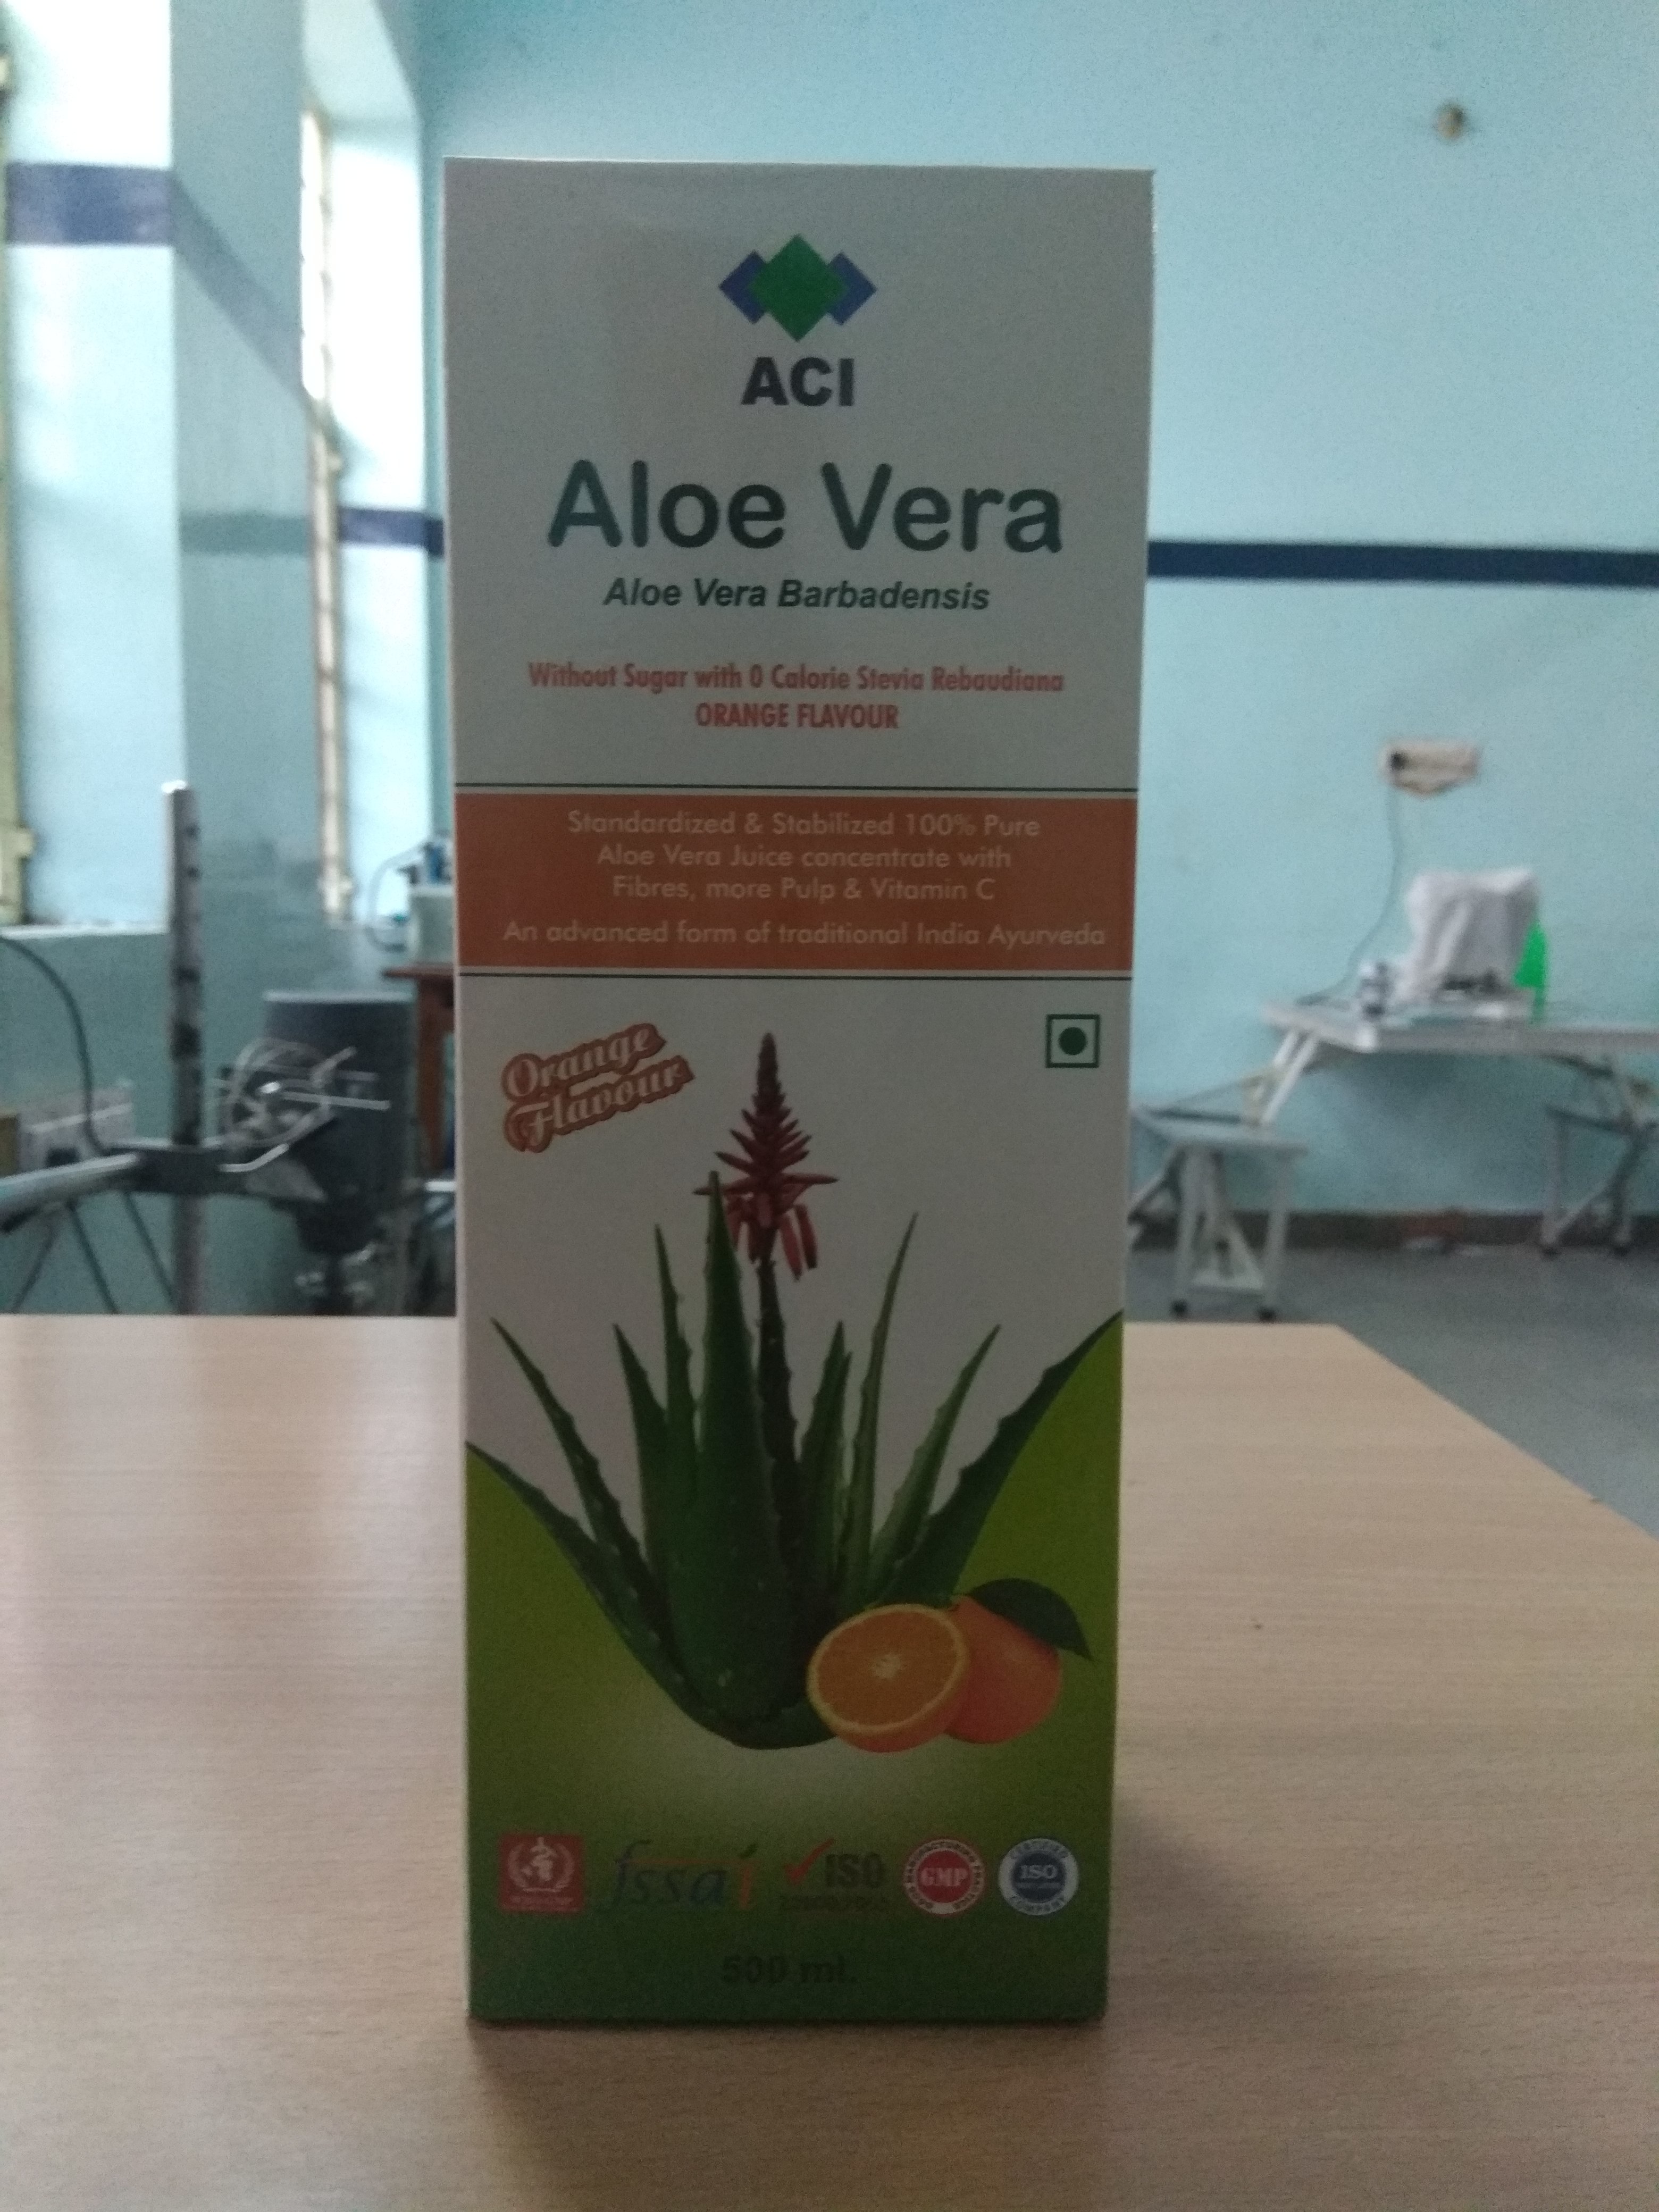 ACI
Aloe Vera
Aloe Vera Barbadensis
Without Sugar with 0 Calorie Stevia Rebaudiana
ORANGE FLAVOUR
Standardized & Stabilized 100% Pure
Aloe Vera Juice concentrate with
Fibres, more Pulp & Vitamin C
An advanced form of traditional India Ayurveda
Orange
Flavour
fssai
ISO
GMP
CERTIFIED
ISO
COMPANY
500 ml.